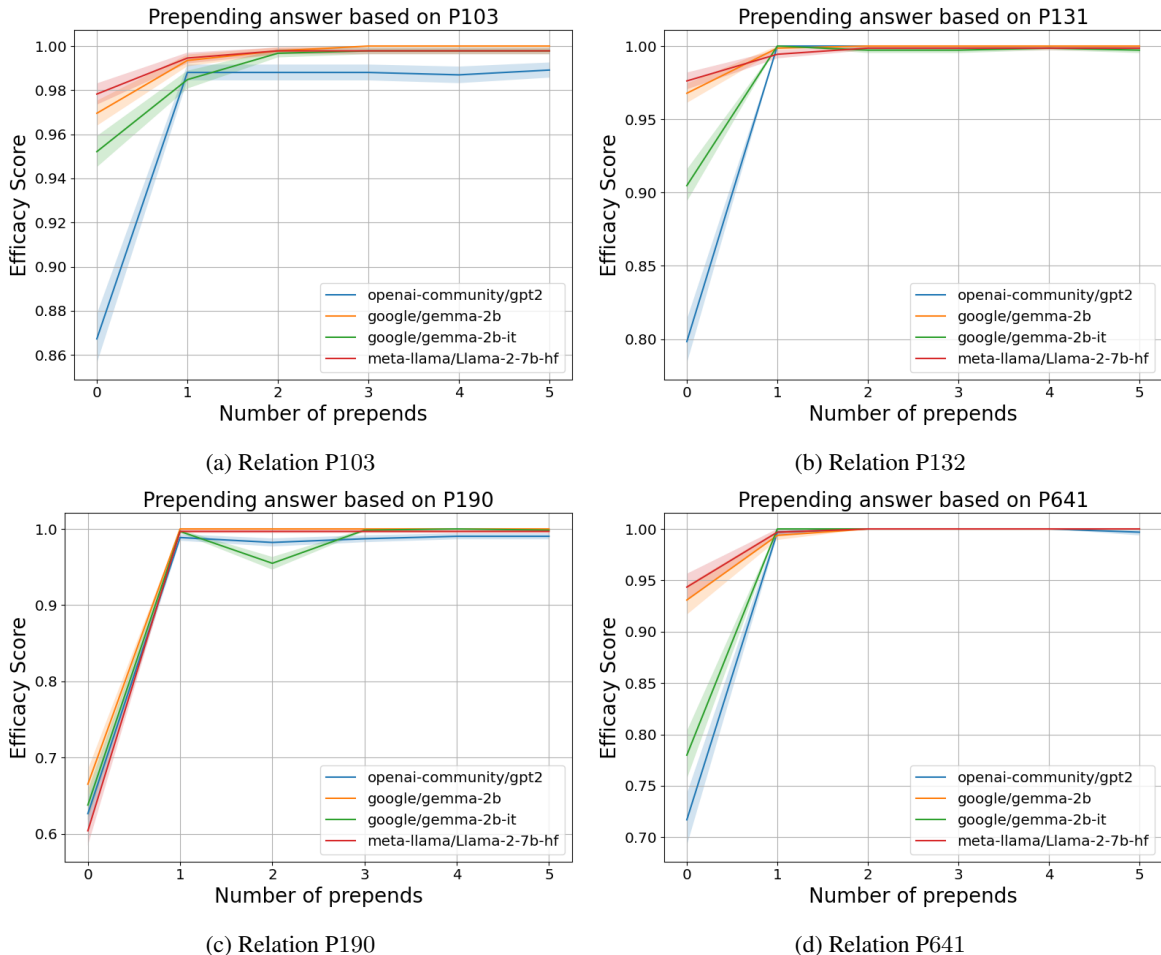 Prepending answer based on P103
Efficacy Score
1.00
0.98
0.96
0.94
0.92
0.90
0.88
0.86
openai-community/gpt2
google/gemma-2b
google/gemma-2b-it
meta-llama/Llama-2-7b-hf
0 1 2 3 4 5
Number of prepends
(a) Relation P103
Prepending answer based on P131
Efficacy Score
1.00
0.95
0.90
0.85
0.80
openai-community/gpt2
google/gemma-2b
google/gemma-2b-it
meta-llama/Llama-2-7b-hf
0 1 2 3 4 5
Number of prepends
(b) Relation P132
Prepending answer based on P190
Efficacy Score
1.0
0.9
0.8
0.7
0.6
openai-community/gpt2
google/gemma-2b
google/gemma-2b-it
meta-llama/Llama-2-7b-hf
0 1 2 3 4 5
Number of prepends
(c) Relation P190
Prepending answer based on P641
Efficacy Score
1.00
0.95
0.90
0.85
0.80
0.75
0.70
openai-community/gpt2
google/gemma-2b
google/gemma-2b-it
meta-llama/Llama-2-7b-hf
0 1 2 3 4 5
Number of prepends
(d) Relation P641